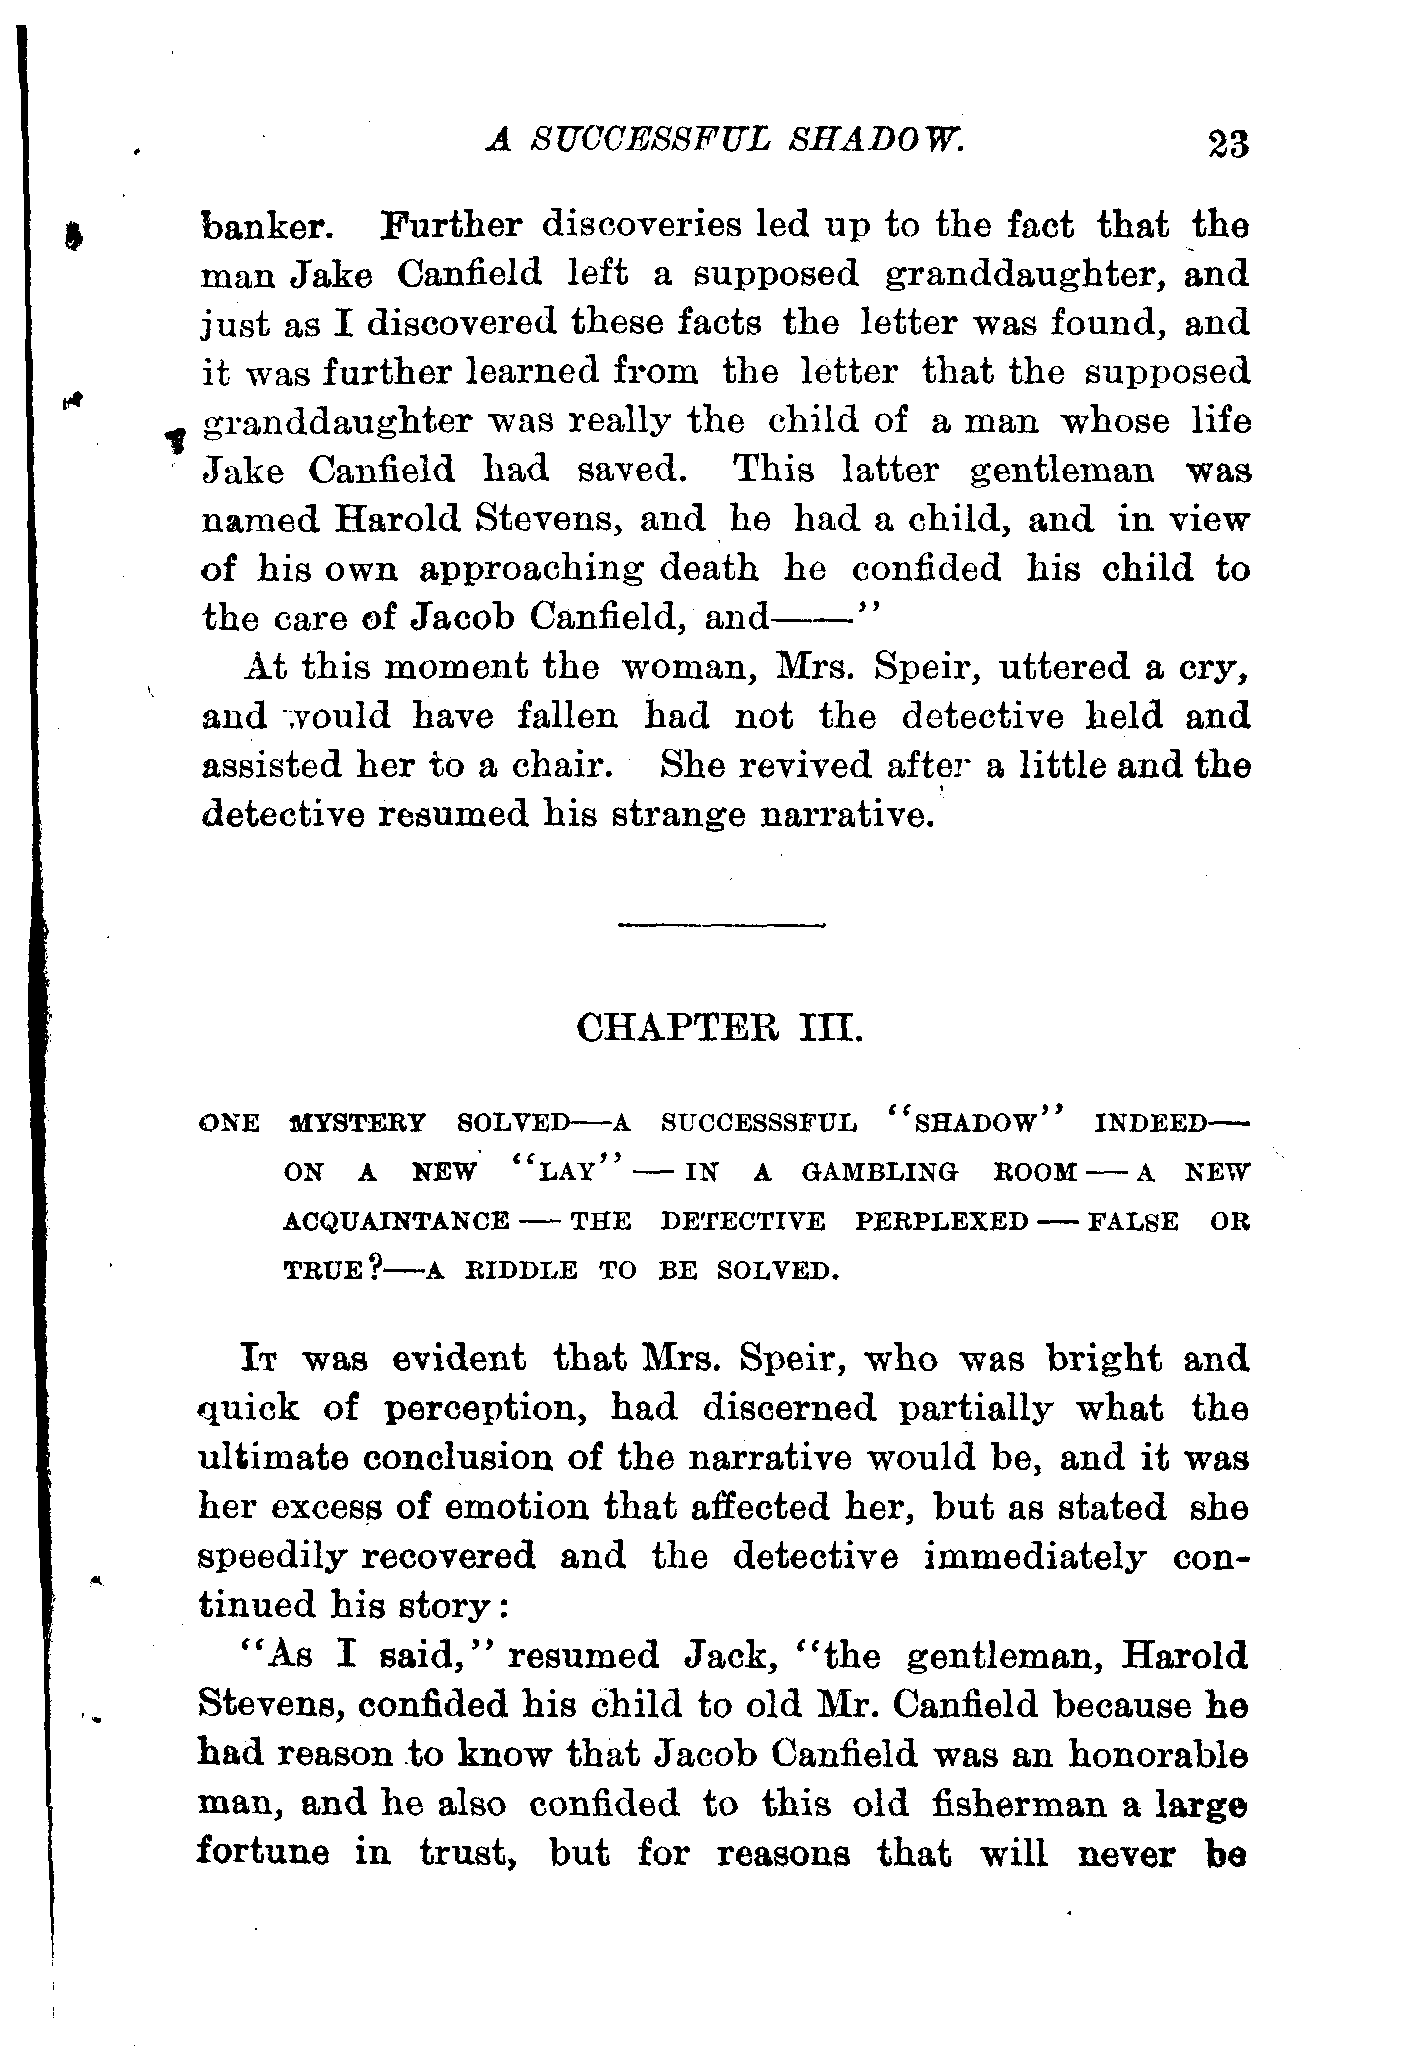 A SUCCESSFUL SHADOW. 23
banker. Further discoveries led up to the fact that the
man Jake Canfield left a supposed granddaughter, and
just as I discovered these facts the letter was found, and
it was further learned from the letter that the supposed
granddaughter was really the child of a man whose life
Jake Canfield had saved. This latter gentleman was
named Harold Stevens, and he had a child, and in view
of his own approaching death he confided his child to
the care of Jacob Canfield, and——”
At this moment the woman, Mrs. Speir, uttered a cry,
and would have fallen had not the detective held and
assisted her to a chair. She revived after a little and the
detective resumed his strange narrative.
CHAPTER III.
ONE MYSTERY SOLVED—A SUCCESSSFUL “SHADOW” INDEED—
ON A NEW “LAY” — IN A GAMBLING ROOM — A NEW
ACQUAINTANCE — THE DETECTIVE PERPLEXED — FALSE OR
TRUE?—A RIDDLE TO BE SOLVED.
IT was evident that Mrs. Speir, who was bright and
quick of perception, had discerned partially what the
ultimate conclusion of the narrative would be, and it was
her excess of emotion that affected her, but as stated she
speedily recovered and the detective immediately con-
tinued his story:
“As I said,” resumed Jack, “the gentleman, Harold
Stevens, confided his child to old Mr. Canfield because he
had reason to know that Jacob Canfield was an honorable
man, and he also confided to this old fisherman a large
fortune in trust, but for reasons that will never be